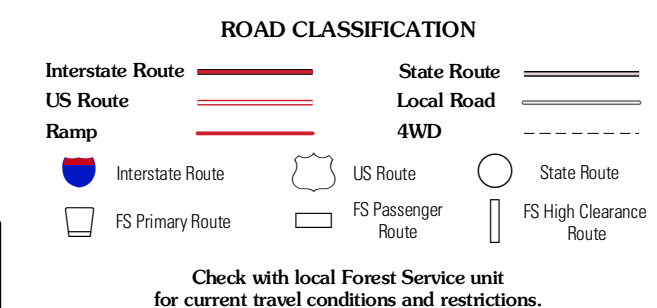 ROAD CLASSIFICATION
Interstate Route
State Route
US Route
Local Road
Ramp
4WD
Interstate Route
US Route
State Route
FS Primary Route
FS Passenger
Route
FS High Clearance
Route
Check with local Forest Service unit
for current travel conditions and restrictions.